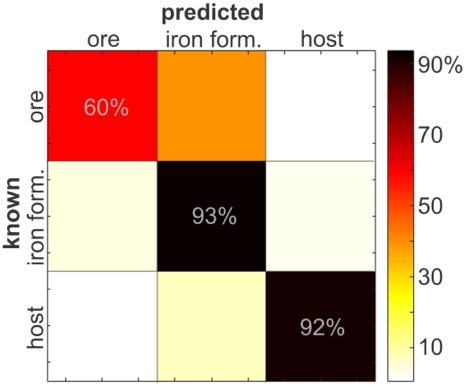 predicted
ore iron form. host
90%
70
50
30
10
known
ore
iron form.
host
60%
93%
92%